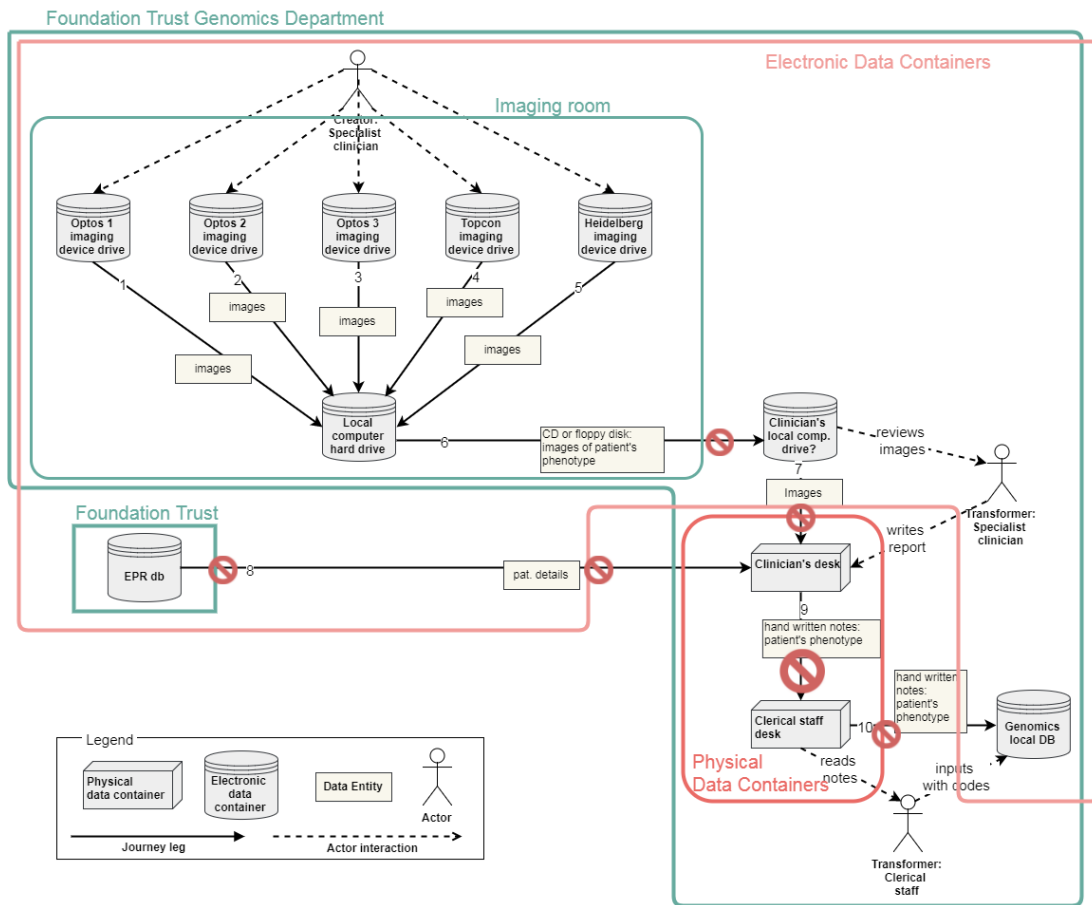 Foundation Trust Genomics Department
Electronic Data Containers
Imaging room
Creator:
Specialist
clinician
Optos 1
imaging
device drive
Optos 2
imaging
device drive
Optos 3
imaging
device drive
Topcon
imaging
device drive
Heidelberg
imaging
device drive
1
2
3
4
5
images
images
images
images
images
Local
computer
hard drive
6
CD or floppy disk:
images of patient's
phenotype
Clinician's
local comp.
drive?
reviews
images
7
Images
Transformer:
Specialist
clinician
writes
report
Foundation Trust
EPR db
8
pat. details
Clinician's desk
9
hand written notes:
patient's phenotype
hand written
notes:
patient's
phenotype
Clerical staff
desk
10
Genomics
local DB
Physical
Data Containers
reads
notes
inputs
with codes
Transformer:
Clerical
staff
Legend
Physical
data container
Electronic
data
container
Data Entity
Actor
Journey leg
Actor interaction